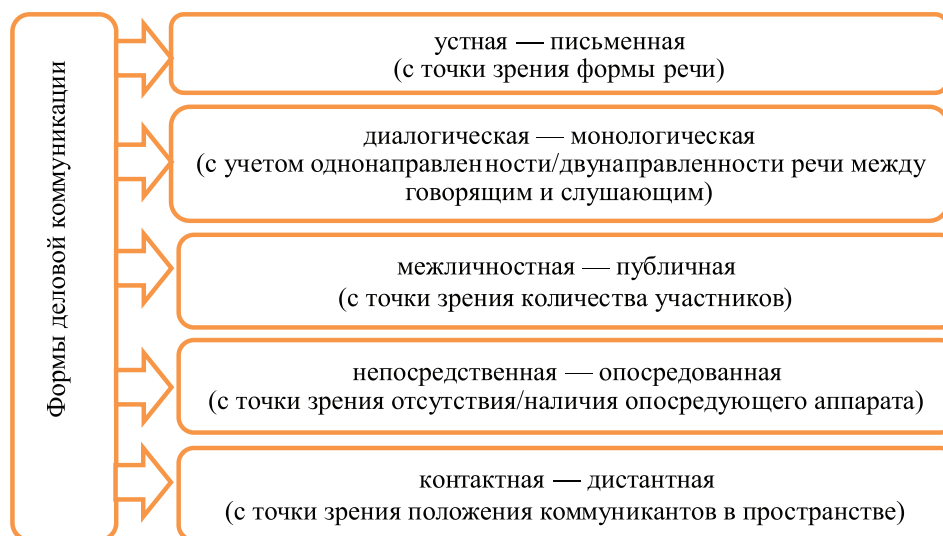 Формы деловой коммуникации
устная — письменная
(с точки зрения формы речи)
диалогическая — монологическая
(с учетом однонаправленности/двунаправленности речи между
говорящим и слушающим)
межличностная — публичная
(с точки зрения количества участников)
непосредственная — опосредованная
(с точки зрения отсутствия/наличия опосредующего аппарата)
контактная — дистантная
(с точки зрения положения коммуникантов в пространстве)